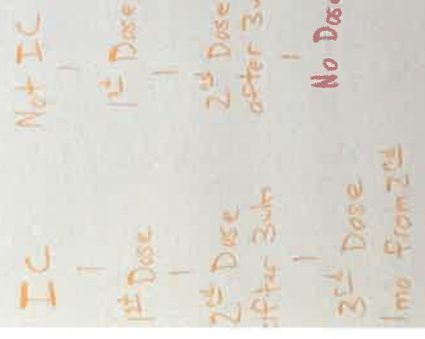 IC
1st Dose
2nd Dose
after 3wk
3rd Dose
1mo from 2nd
Not IC
1st Dose
2nd Dose
after
No Dose